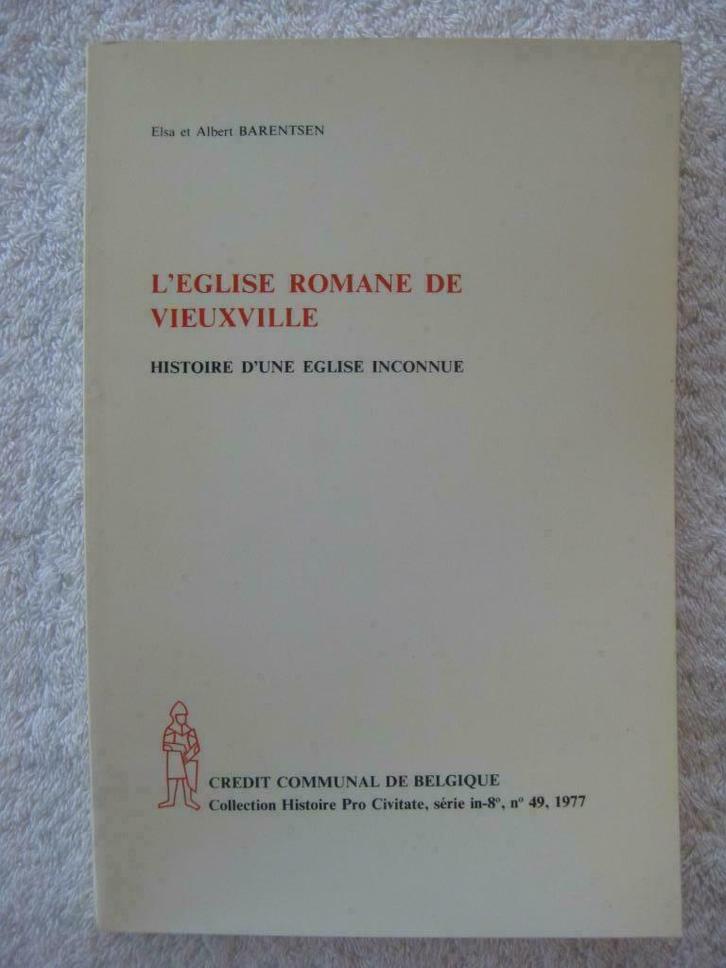 Elsa et Albert BARENTSEN
L'EGLISE ROMANE DE
VIEUXVILLE
HISTOIRE D'UNE EGLISE INCONNUE
CREDIT COMMUNAL DE BELGIQUE
Collection Histoire Pro Civitate, série in-8º, nº 49, 1977